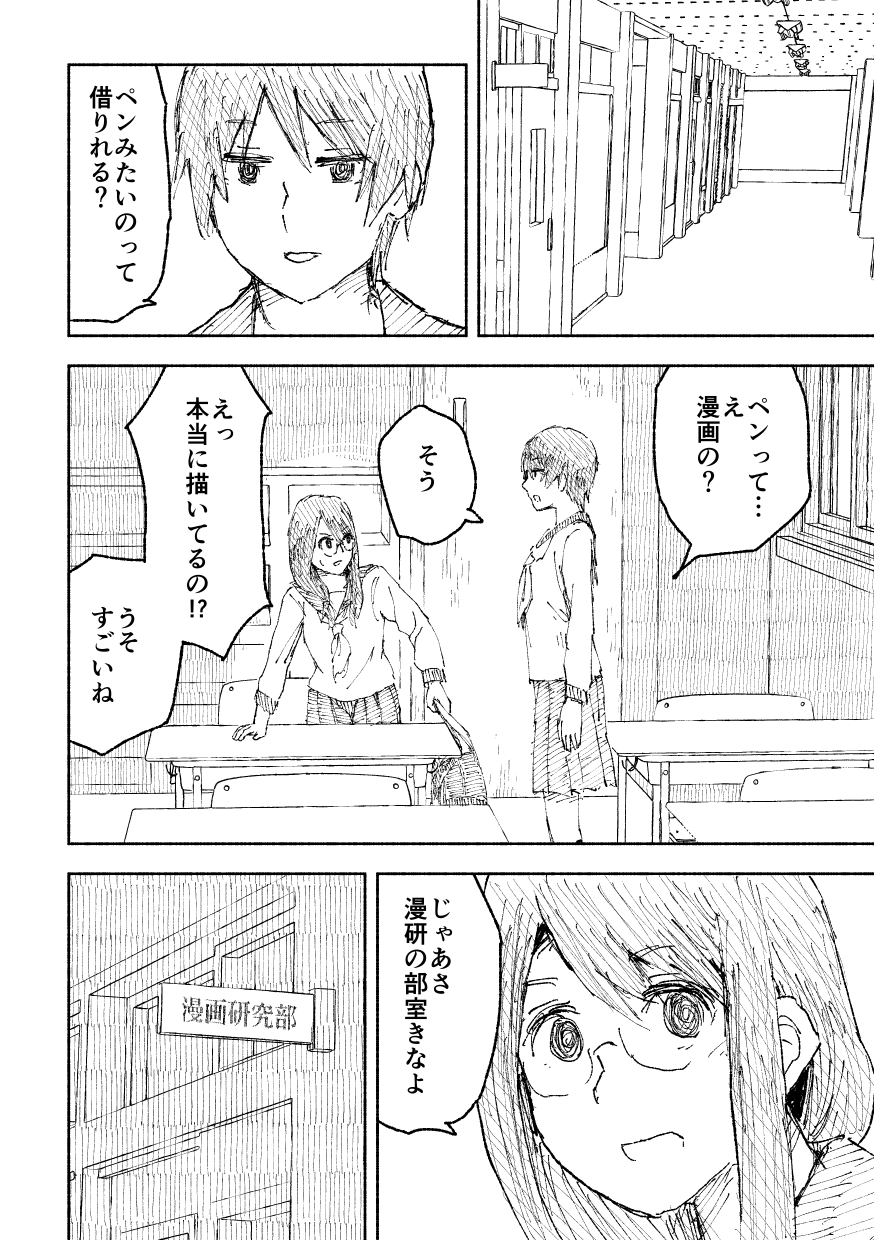 ペンみたいのって
借りれる?
ペンって…
え
漫画の?
そう
えっ
本当に描いてるの!?
うそ
すごいね
じゃあさ
漫研の部室きなよ
漫画研究部